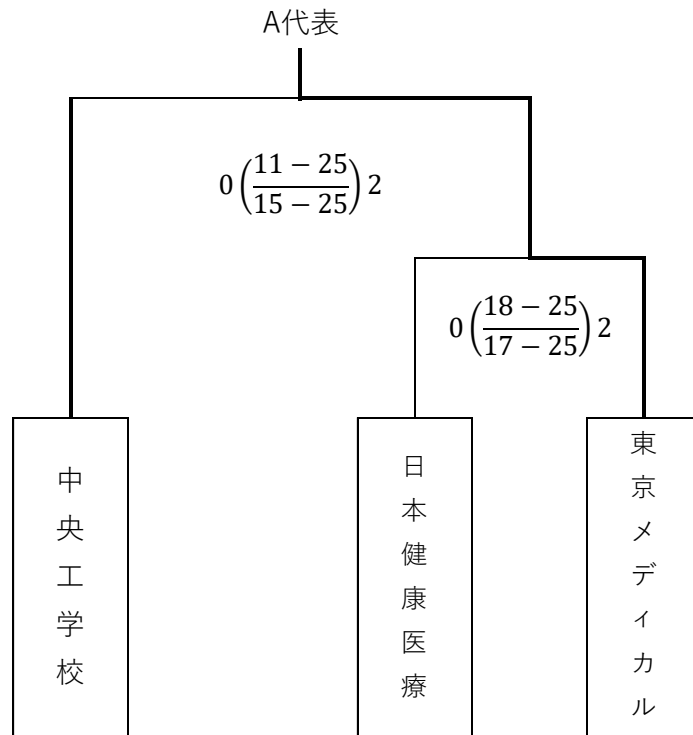 A代表
0(11 − 25
15 − 25)2
0(18 − 25
17 − 25)2
中央工学校
日本健康医療
東京メディカル